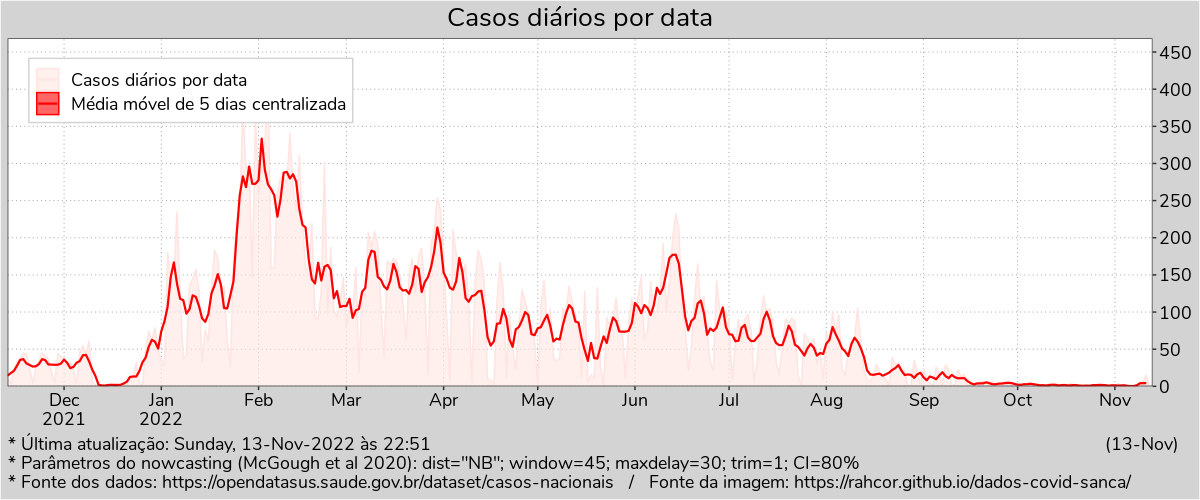 Casos diários por data
Casos diários por data
Média móvel de 5 dias centralizada
450
400
350
300
250
200
150
100
50
0
Dec Jan Feb Mar Apr May Jun Jul Aug Sep Oct Nov
2021 2022
* Última atualização: Sunday, 13-Nov-2022 às 22:51 (13-Nov)
* Parâmetros do nowcasting (McGough et al 2020): dist="NB"; window=45; maxdelay=30; trim=1; CI=80%
* Fonte dos dados: https://opendatasus.saude.gov.br/dataset/casos-nacionais / Fonte da imagem: https://rahcor.github.io/dados-covid-sanca/